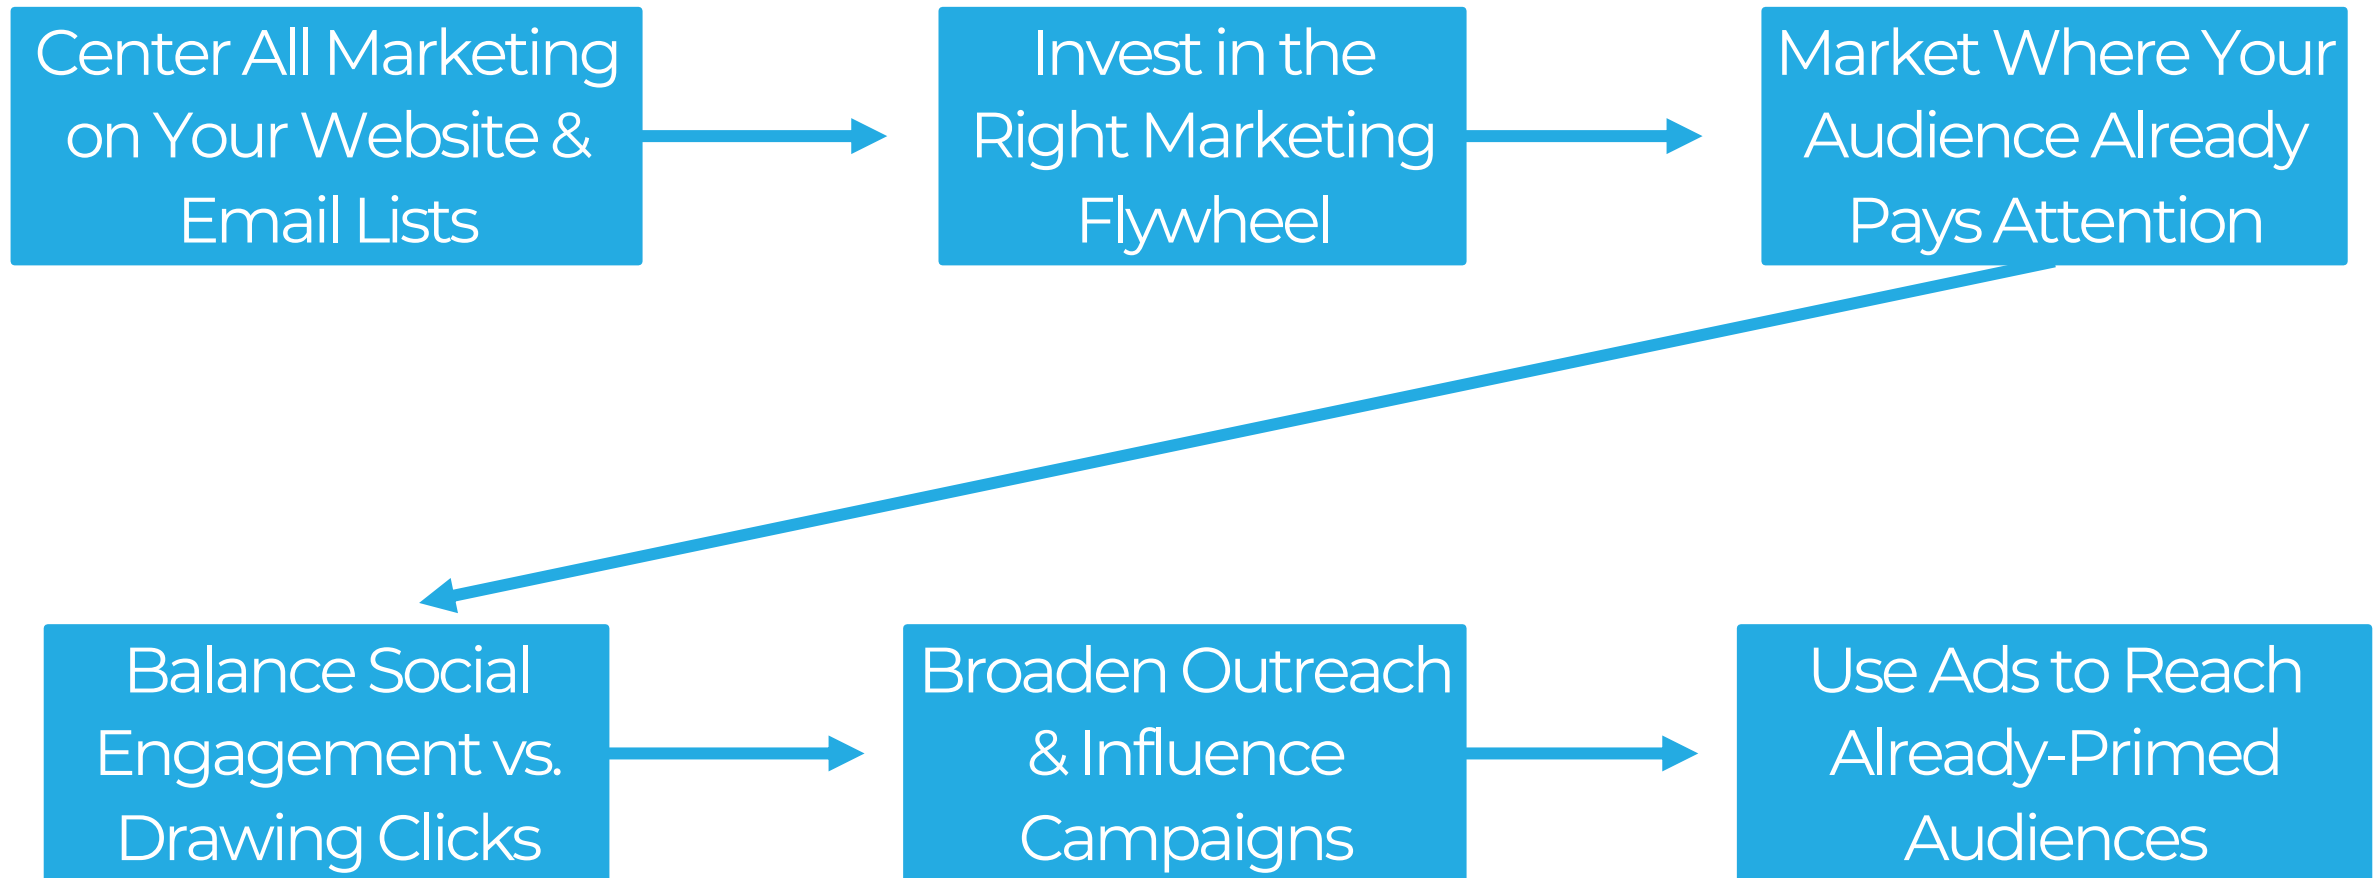 Center All Marketing
on Your Website &
Email Lists
Invest in the
Right Marketing
Flywheel
Market Where Your
Audience Already
Pays Attention
Balance Social
Engagement vs.
Drawing Clicks
Broaden Outreach
& Influence
Campaigns
Use Ads to Reach
Already-Primed
Audiences